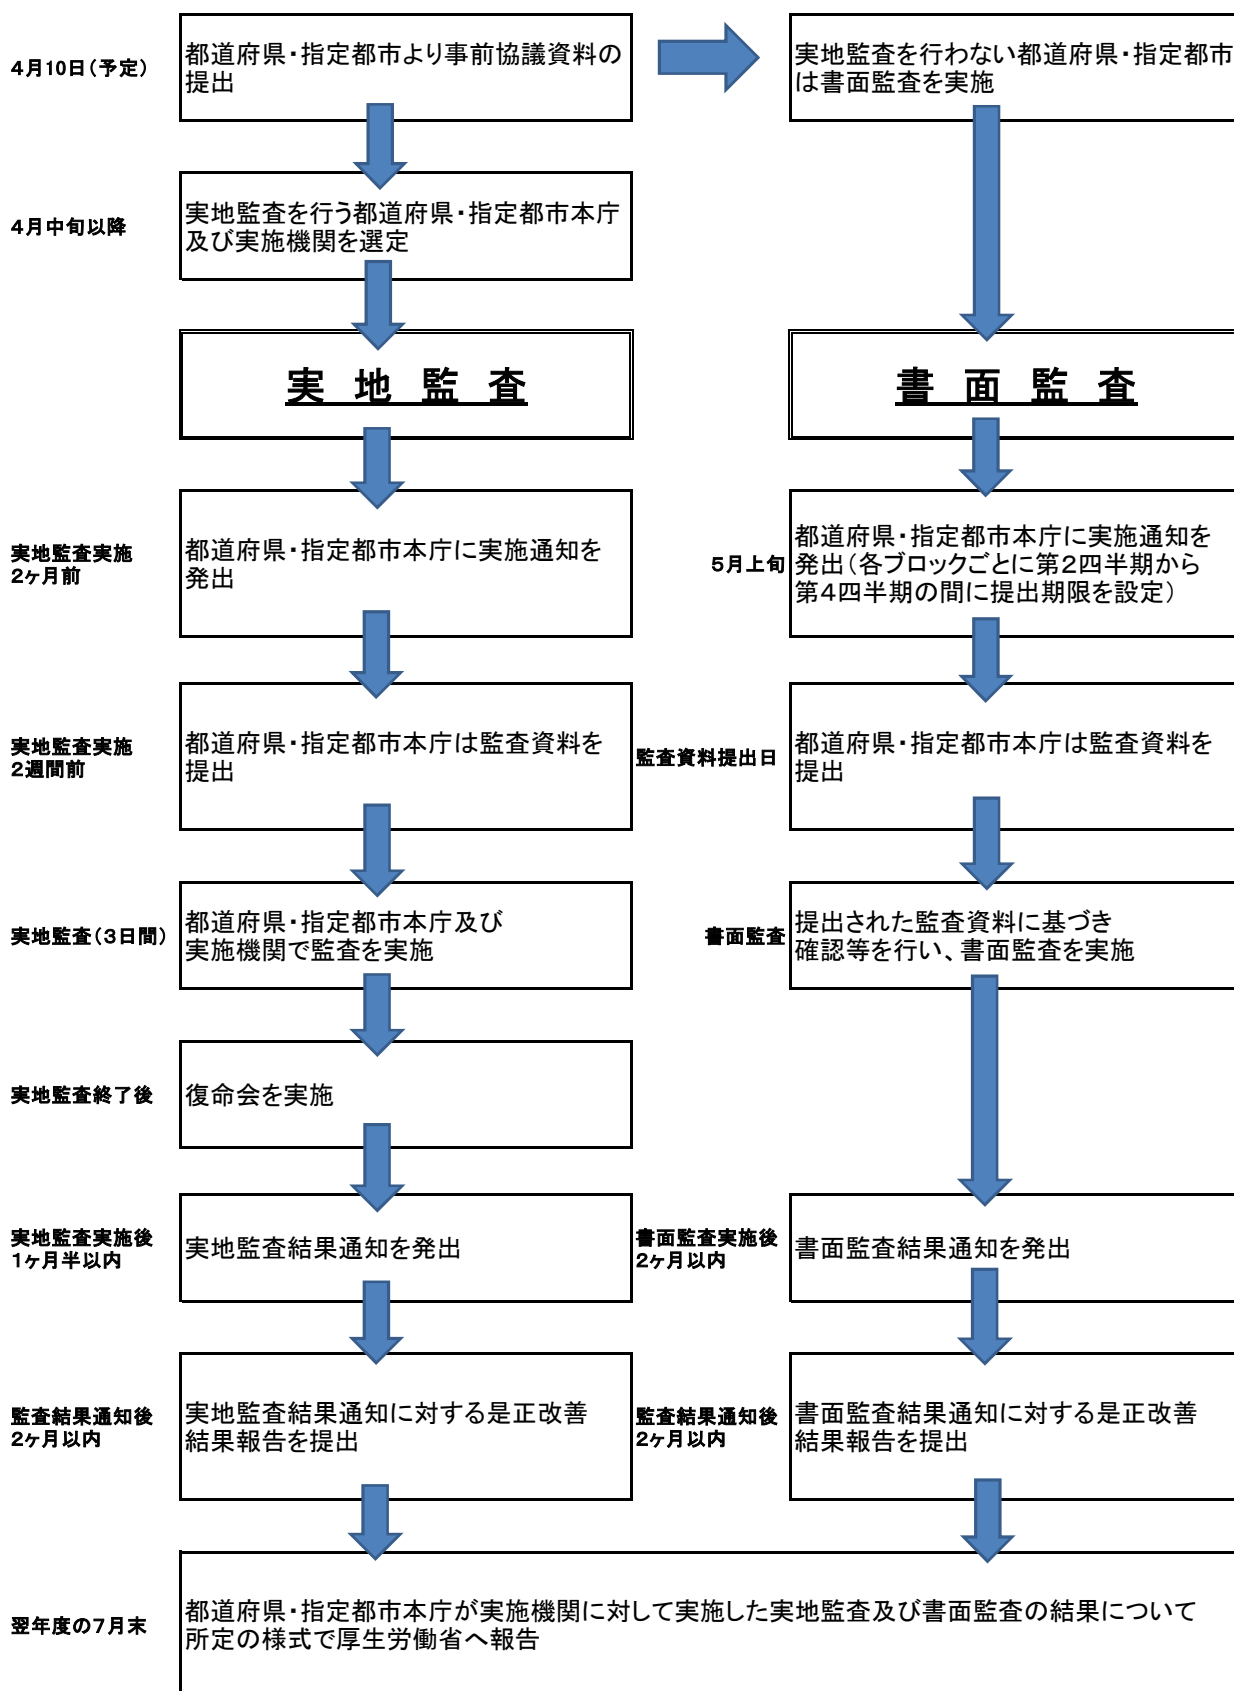 4月10日(予定)
都道府県・指定都市より事前協議資料の
提出
実地監査を行わない都道府県・指定都市
は書面監査を実施
4月中旬以降
実地監査を行う都道府県・指定都市本庁
及び実施機関を選定
実 地 監 査
書 面 監 査
実地監査実施
2ヶ月前
都道府県・指定都市本庁に実施通知を
発出
5月上旬
都道府県・指定都市本庁に実施通知を
発出(各ブロックごとに第2四半期から
第4四半期の間に提出期限を設定)
実地監査実施
2週間前
都道府県・指定都市本庁は監査資料を
提出
監査資料提出日
都道府県・指定都市本庁は監査資料を
提出
実地監査(3日間)
都道府県・指定都市本庁及び
実施機関で監査を実施
書面監査
提出された監査資料に基づき
確認等を行い、書面監査を実施
実地監査終了後
復命会を実施
実地監査実施後
1ヶ月半以内
実地監査結果通知を発出
書面監査実施後
2ヶ月以内
書面監査結果通知を発出
監査結果通知後
2ヶ月以内
実地監査結果通知に対する是正改善
結果報告を提出
監査結果通知後
2ヶ月以内
書面監査結果通知に対する是正改善
結果報告を提出
翌年度の7月末
都道府県・指定都市本庁が実施機関に対して実施した実地監査及び書面監査の結果について
所定の様式で厚生労働省へ報告